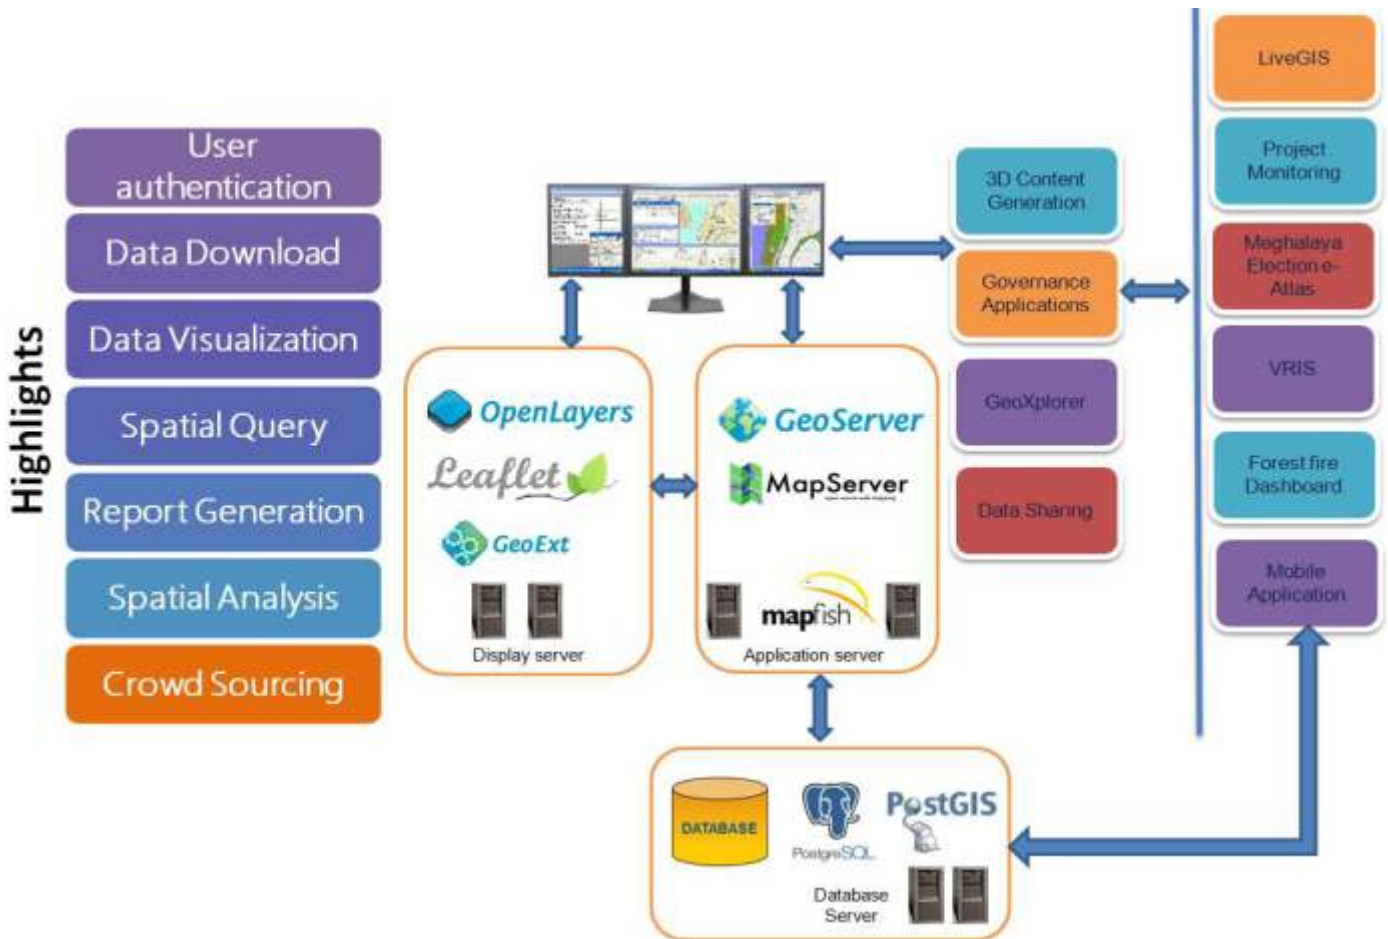 Highlights
User
authentication
Data Download
Data Visualization
Spatial Query
Report Generation
Spatial Analysis
Crowd Sourcing
OpenLayers
Leaflet
GeoExt
Display server
GeoServer
MapServer
mapfish
Application server
DATABASE
PostgreSQL
PostGIS
Database
Server
3D Content
Generation
Governance
Applications
GeoXplorer
Data Sharing
LiveGIS
Project
Monitoring
Meghalaya
Election e-
Atlas
VRIS
Forest fire
Dashboard
Mobile
Application